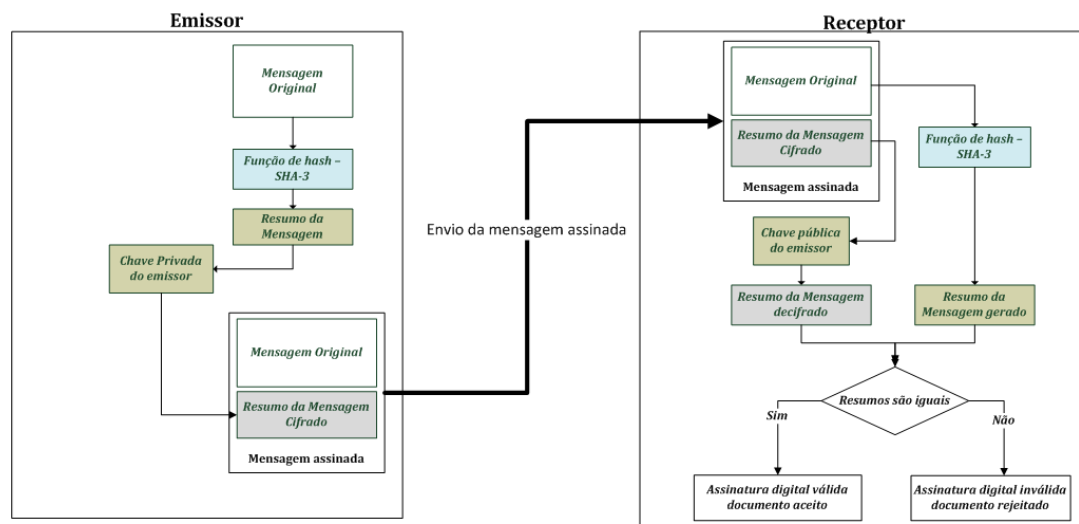 Emissor
Mensagem
Original
Função de hash –
SHA-3
Resumo da
Mensagem
Chave Privada
do emissor
Mensagem Original
Resumo da Mensagem
Cifrado
Mensagem assinada
Envio da mensagem assinada
Receptor
Mensagem Original
Resumo da Mensagem
Cifrado
Mensagem assinada
Função de hash –
SHA-3
Chave pública
do emissor
Resumo da Mensagem
decifrado
Resumo da
Mensagem gerado
Resumos são iguais
Sim
Não
Assinatura digital válida
documento aceito
Assinatura digital inválida
documento rejeitado